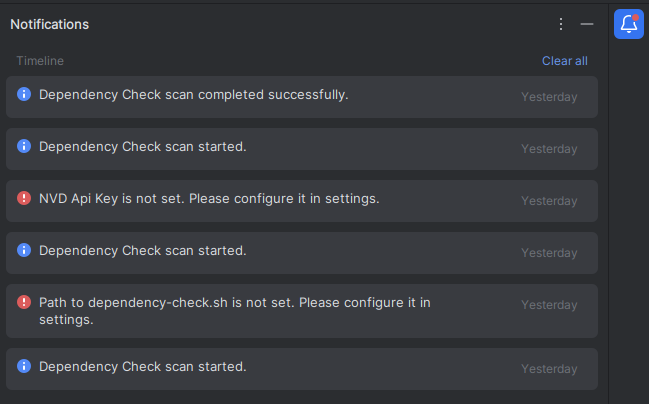 Notifications
Timeline
Clear all
Dependency Check scan completed successfully.
Yesterday
Dependency Check scan started.
Yesterday
NVD Api Key is not set. Please configure it in settings.
Yesterday
Dependency Check scan started.
Yesterday
Path to dependency-check.sh is not set. Please configure it in
settings.
Yesterday
Dependency Check scan started.
Yesterday